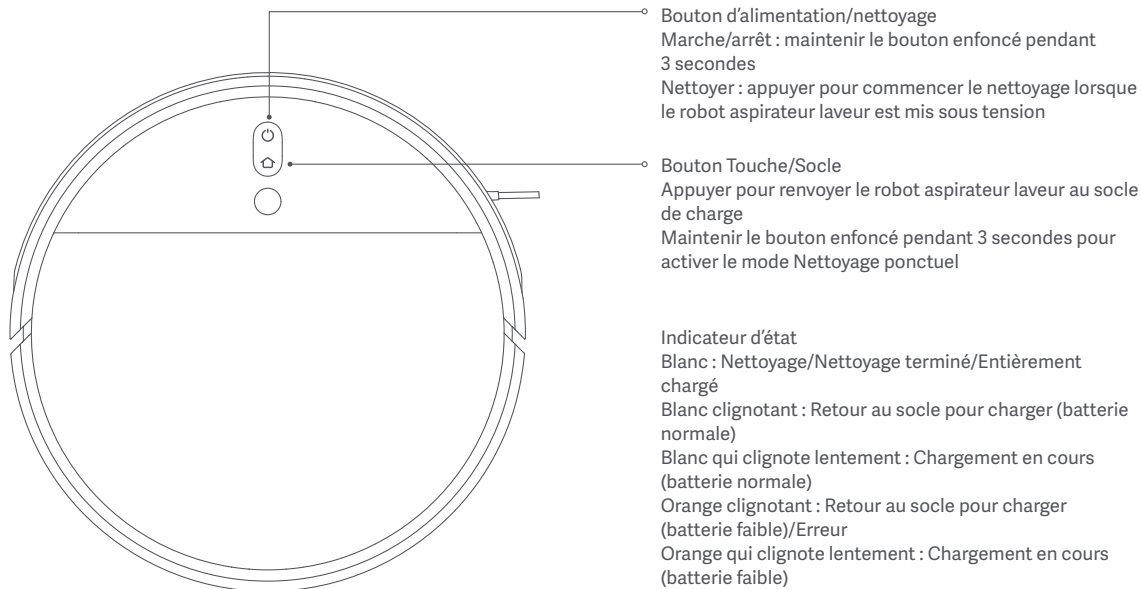 Bouton d'alimentation/nettoyage
Marche/arrêt : maintenir le bouton enfoncé pendant
3 secondes
Nettoyer : appuyer pour commencer le nettoyage lorsque
le robot aspirateur laveur est mis sous tension
Bouton Touche/Socle
Appuyer pour renvoyer le robot aspirateur laveur au socle
de charge
Maintenir le bouton enfoncé pendant 3 secondes pour
activer le mode Nettoyage ponctuel
Indicateur d'état
Blanc : Nettoyage/Nettoyage terminé/Entièrement
chargé
Blanc clignotant : Retour au socle pour charger (batterie
normale)
Blanc qui clignote lentement : Chargement en cours
(batterie normale)
Orange clignotant : Retour au socle pour charger
(batterie faible)/Erreur
Orange qui clignote lentement : Chargement en cours
(batterie faible)